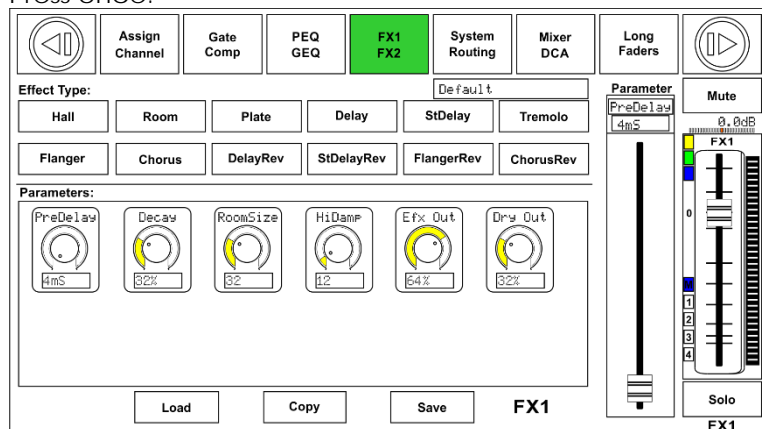 Assign Channel
Gate Comp
PEQ GEQ
FX1 FX2
System Routing
Mixer DCA
Long Faders
Effect Type:
Default
Parameter
Mute
Hall
Room
Plate
Delay
StDelay
Tremolo
PreDelay
4mS
0.0dB
FX1
Flanger
Chorus
DelayRev
StDelayRev
FlangerRev
ChorusRev
Parameters:
PreDelay
Decay
RoomSize
HiDamp
Efx Out
Dry Out
4mS
32%
32
12
64%
32%
0
M
1
2
3
4
Load
Copy
Save
FX1
Solo
FX1